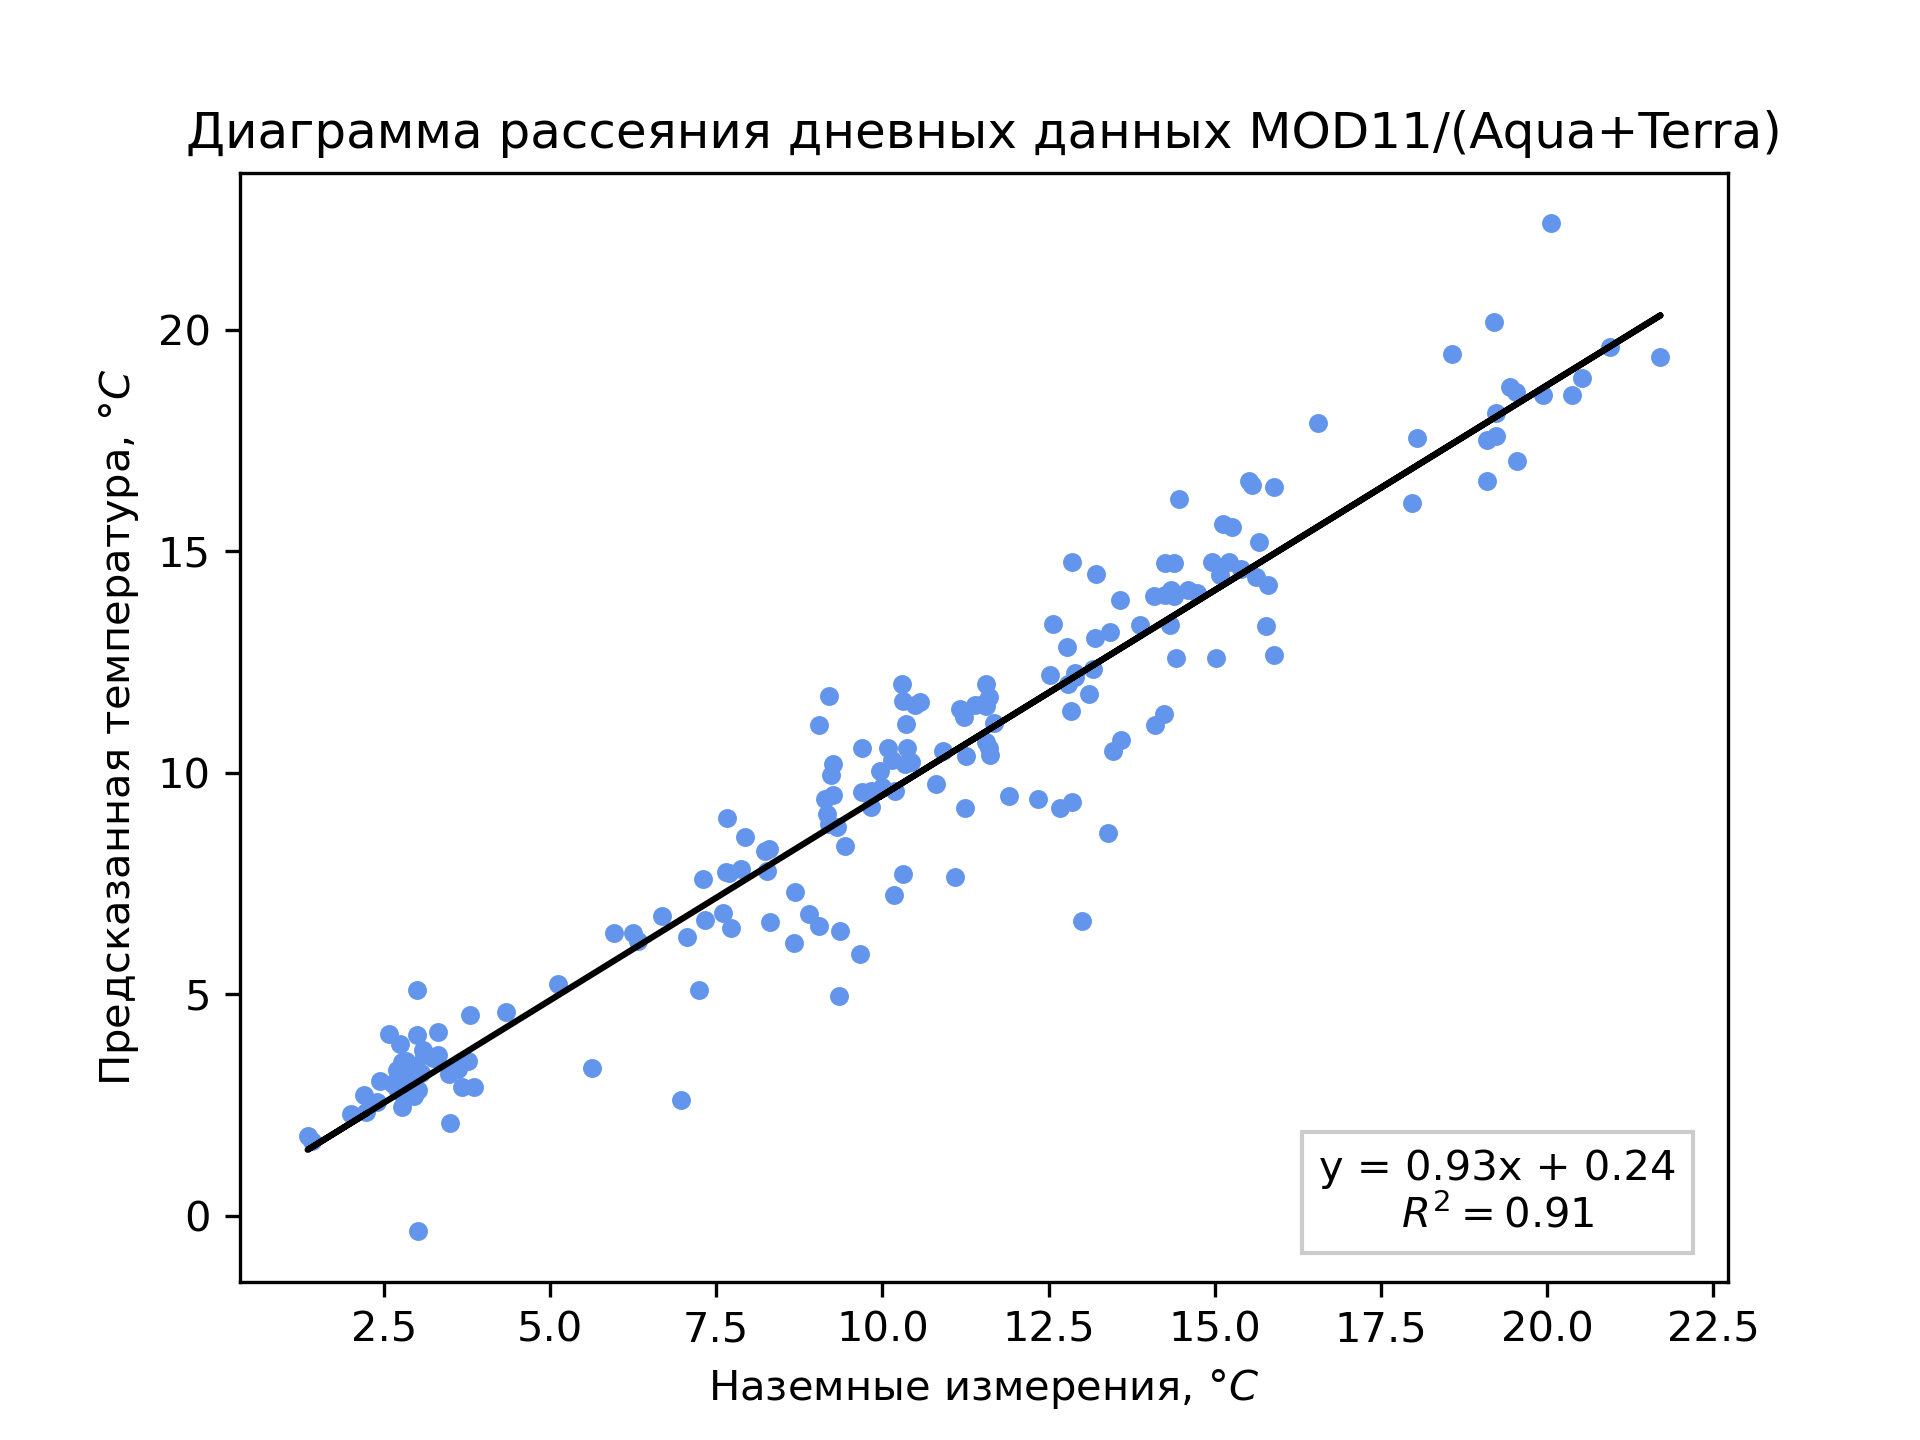 Диаграмма рассеяния дневных данных MOD11/(Aqua+Terra)
Предсказанная температура, °C
20
15
10
5
0
y = 0.93x + 0.24
R² = 0.91
2.5 5.0 7.5 10.0 12.5 15.0 17.5 20.0 22.5
Наземные измерения, °C